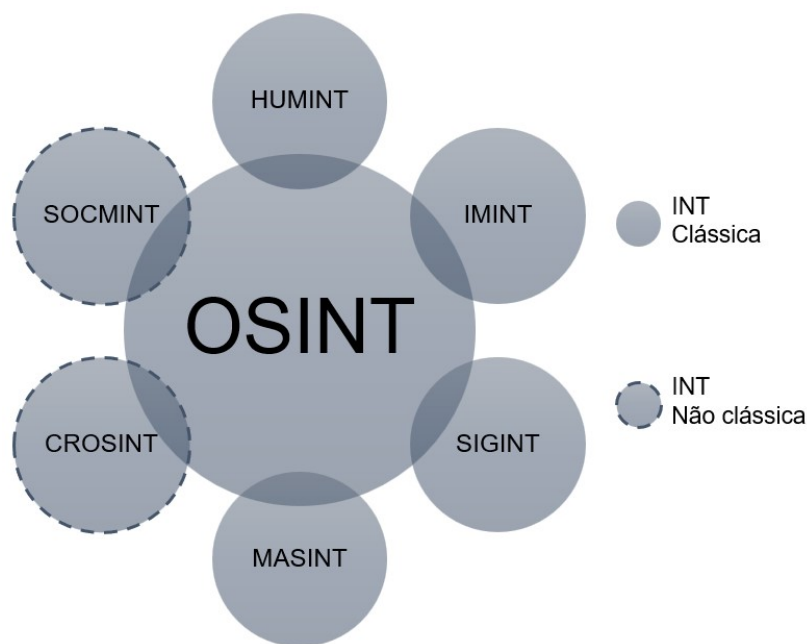 HUMINT
SOCMINT
IMINT
INT
Clássica
OSINT
INT
Não clássica
CROSINT
SIGINT
MASINT